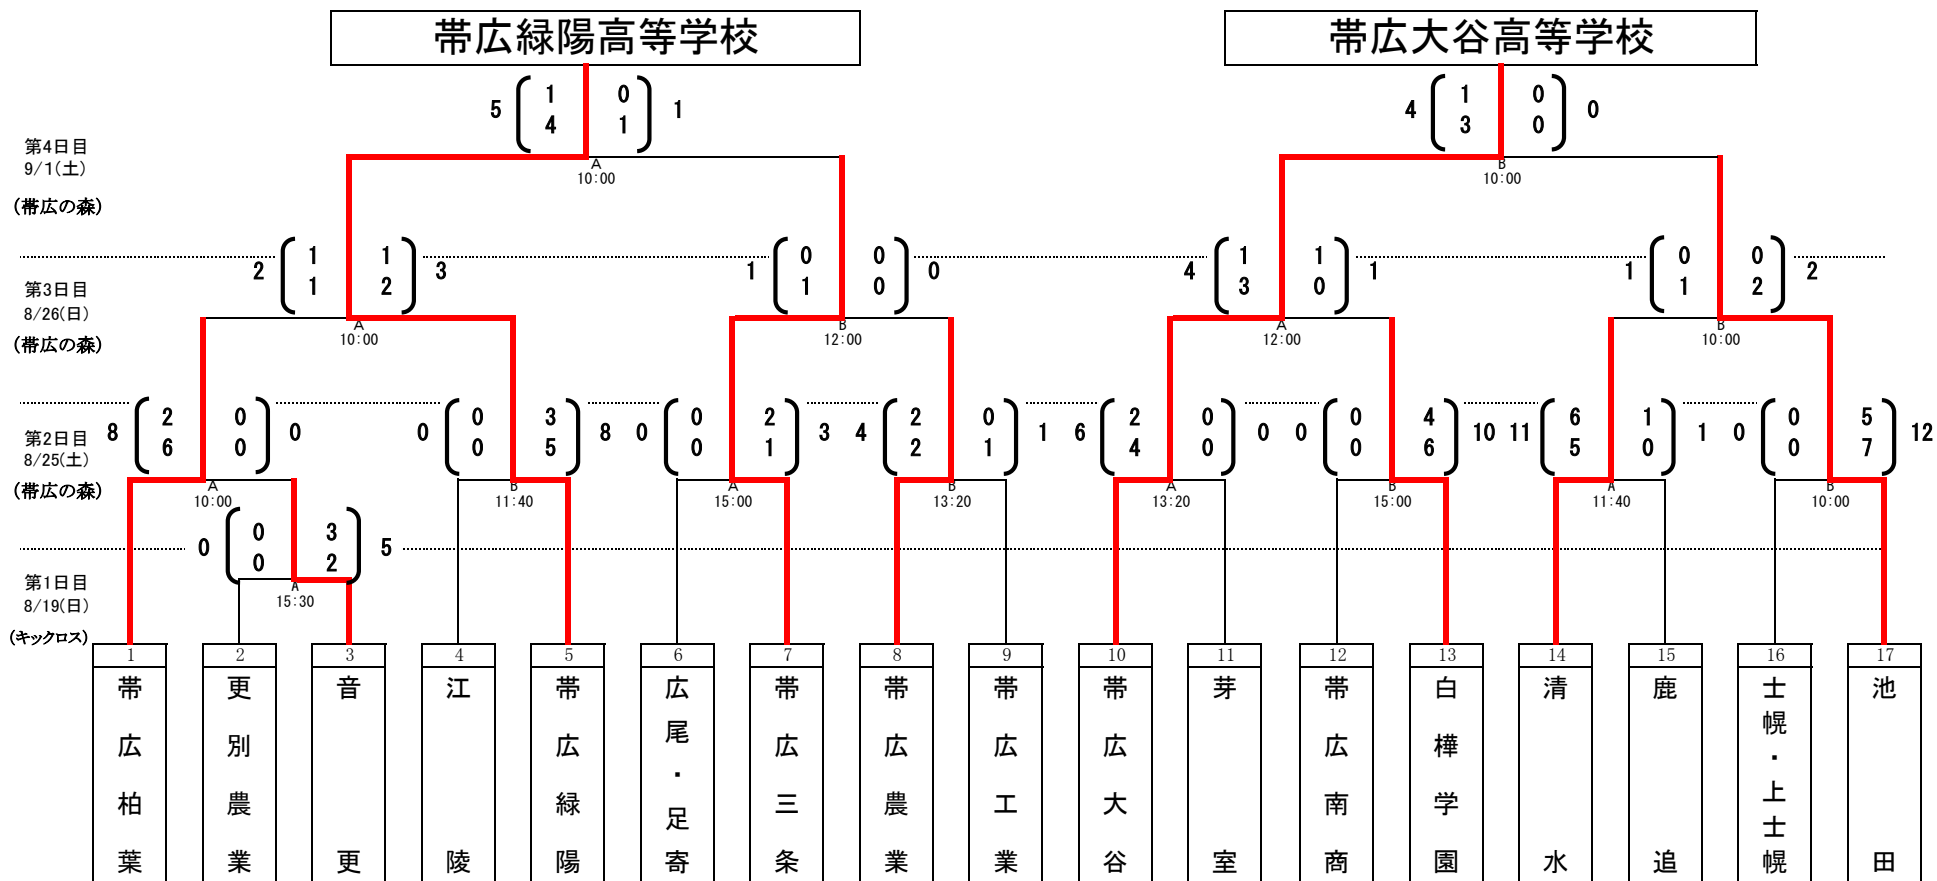 帯広緑陽高等学校 帯広大谷高等学校
5 1 0 1 4 1 0 0
4 1 3 0
第4日目
9/1(土)
A B
10:00 10:00
(帯広の森)
2 1 1 3 1 0 0 0 4 1 1 1 1 0 0 2
1 2 1 0 3 0 1 2
第3日目
8/26(日)
A B A B
(帯広の森)
10:00 12:00 12:00 10:00
8 2 0 0 0 0 3 8 0 0 2 3 4 2 0 1 6 2 0 0 0 0 4 10 11 6 1 1 0 0 5 12
6 0 0 5 0 1 2 1 4 0 0 6 5 0 0 7
第2日目
8/25(土)
A B A B A B A B
(帯広の森)
10:00 11:40 15:00 13:20 13:20 15:00 11:40 10:00
0 0 3 5
0 2
第1日目
8/19(日)
A
15:30
(キックロス)
1 2 3 4 5 6 7 8 9 10 11 12 13 14 15 16 17
帯広柏葉
更別農業
音更
江陵
帯広緑陽
広尾・足寄
帯広三条
帯広農業
帯広工業
帯広大谷
芽室
帯広南商
白樺学園
清水
鹿追
士幌・上士幌
池田